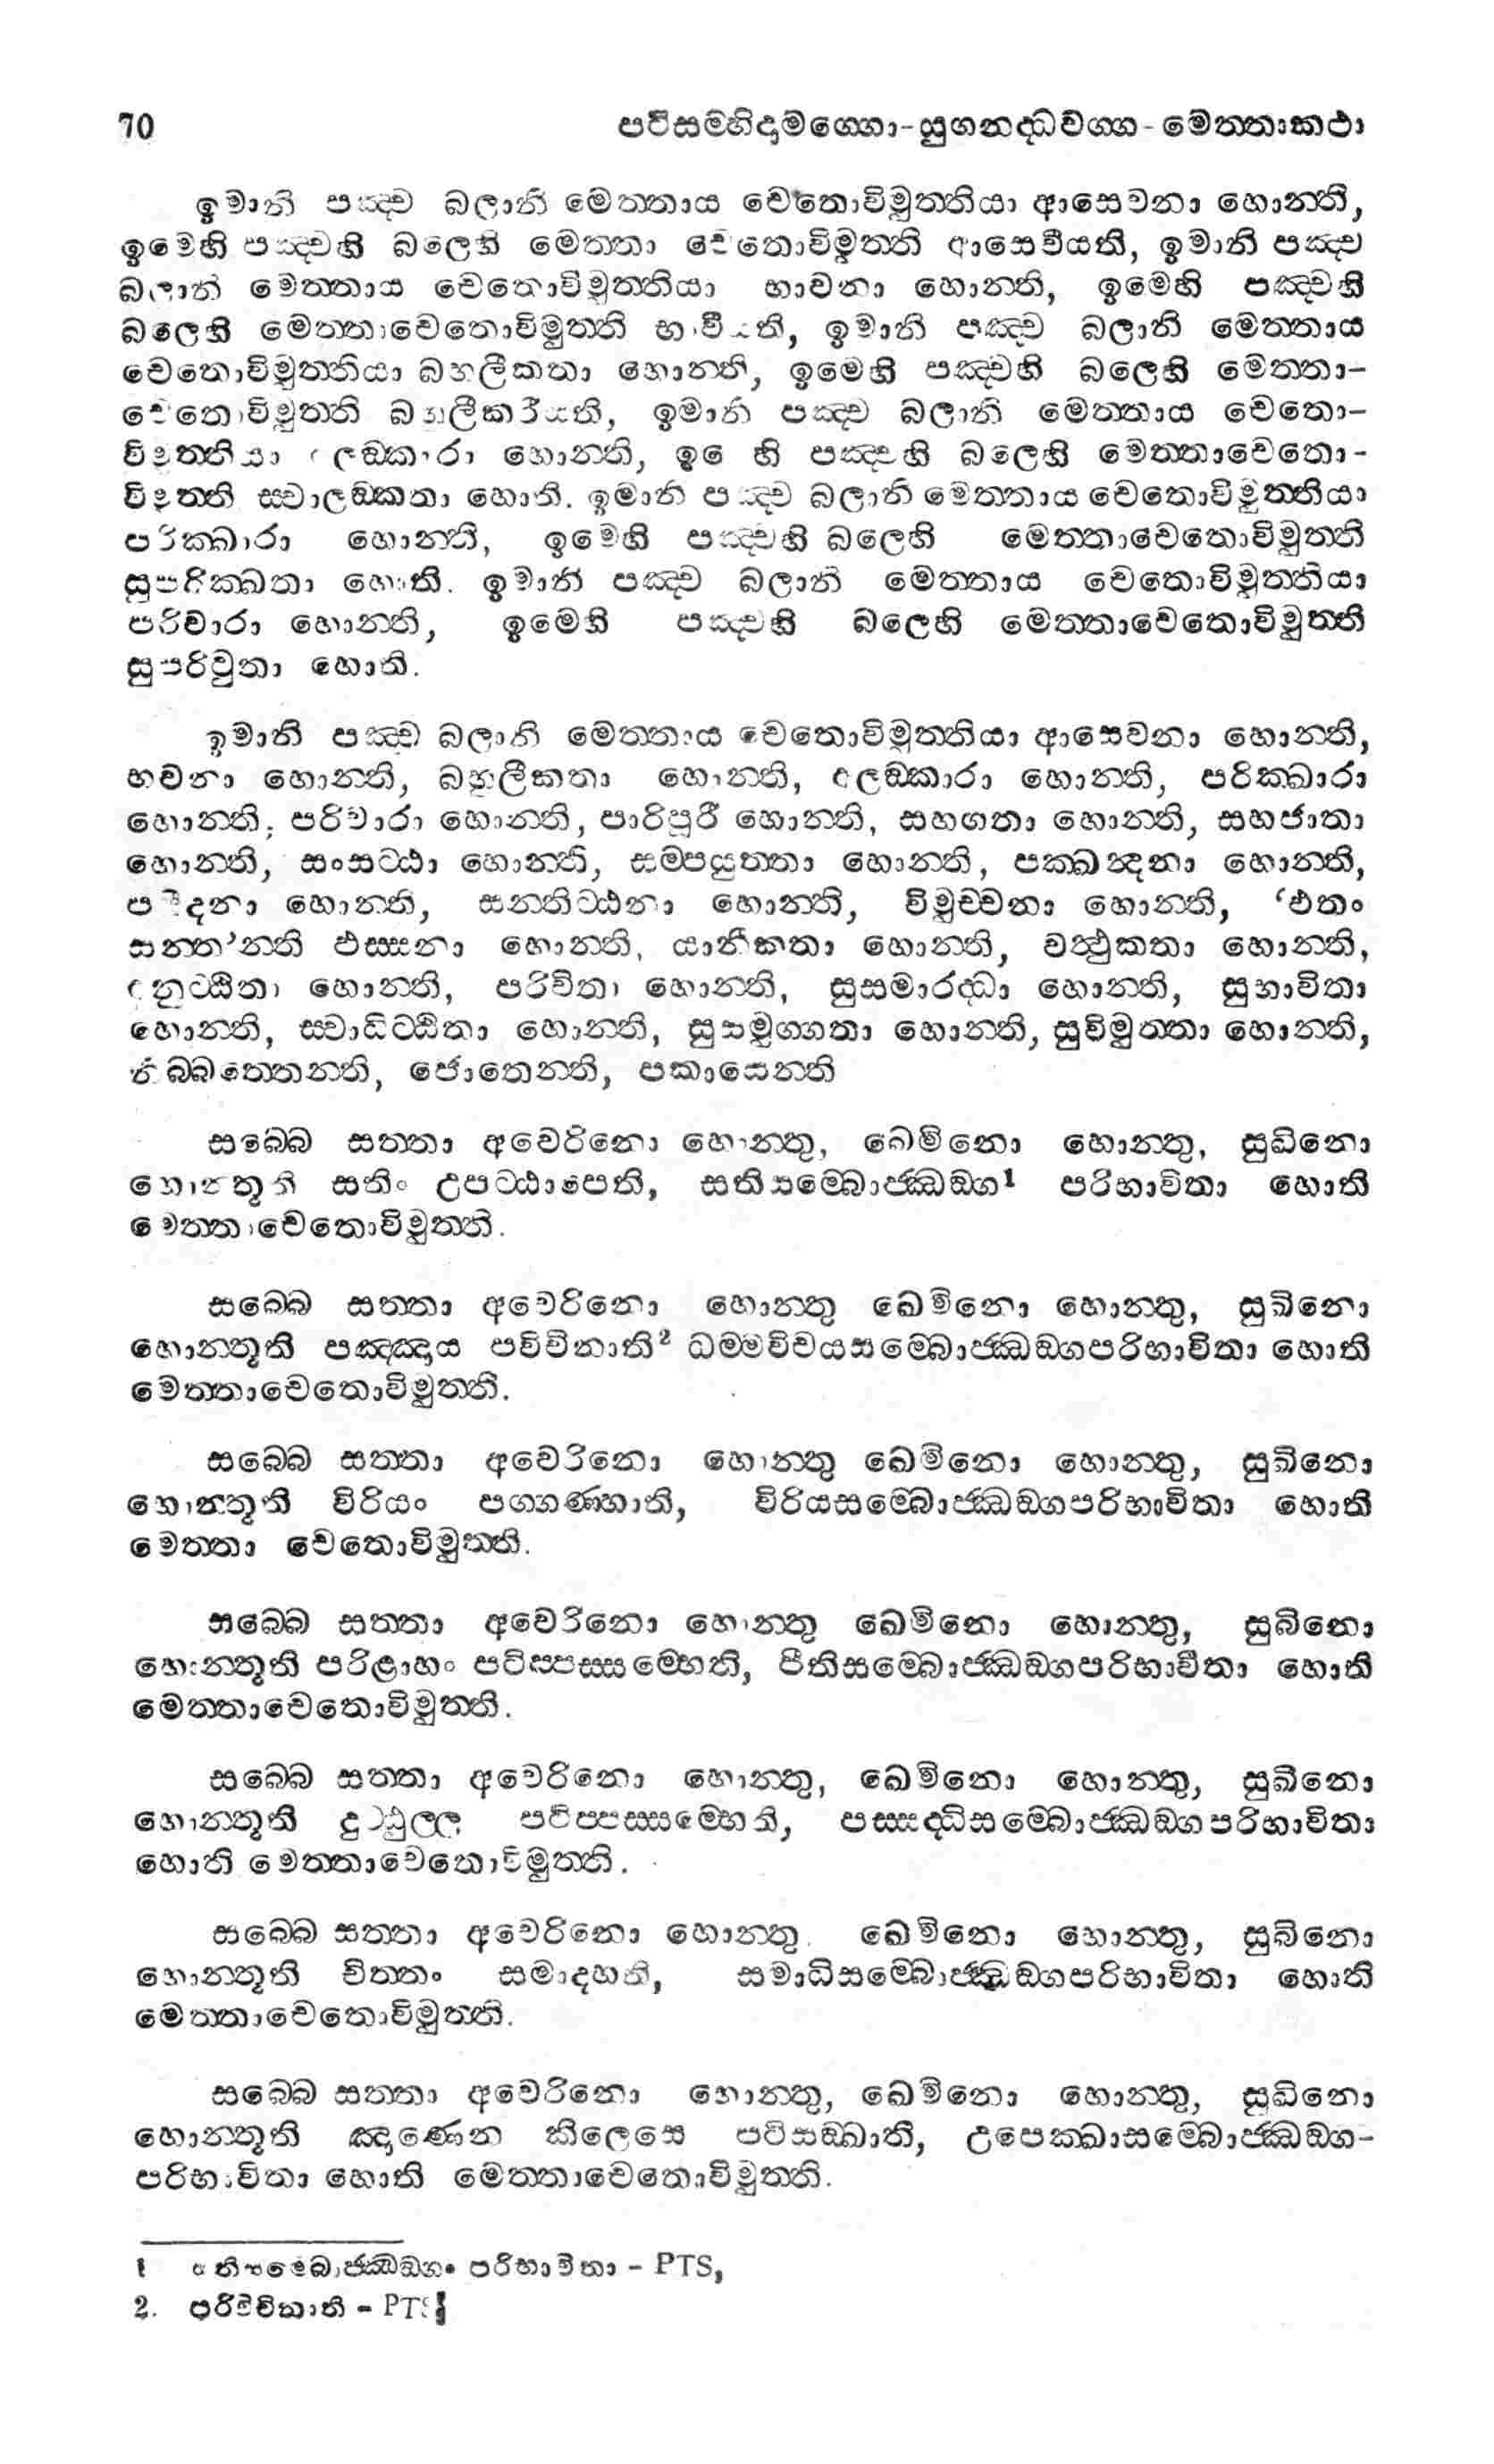 70 පටිසම්භිදාමග්ගො-යුගනද්ධවග්ග-මෙත්තාකථා
ඉමානි පඤ්ච බලානි මෙත්තාය චෙතොවිමුත්තියා ආසෙවනා හොන්ති,
ඉමෙහි පඤ්චහි බලෙහි මෙත්තා චෙතොවිමුත්ති ආසෙවීයති, ඉමානි පඤ්ච
බලානි මෙත්තාය චෙතොවිමුත්තියා භාවනා හොන්ති, ඉමෙහි පඤ්චහි
බලෙහි මෙත්තාචෙතොවිමුත්ති භාවීයති, ඉමානි පඤ්ච බලානි මෙත්තාය
චෙතොවිමුත්තියා බහලීකතා හොන්ති, ඉමෙහි පඤ්චහි බලෙහි මෙත්තා-
චෙතොවිමුත්ති බහුලීකරීයති, ඉමානි පඤ්ච බලානි මෙත්තාය චෙතො-
විමුත්තියා අලඞ්කාරා හොන්ති, ඉමෙහි පඤ්චහි බලෙහි මෙත්තාචෙතො-
විමුත්ති ස්වාලඞ්කතා හොති. ඉමානි පඤ්ච බලානි මෙත්තාය චෙතොවිමුත්තියා
පරික්ඛාරා හොන්ති, ඉමෙහි පඤ්චහි බලෙහි මෙත්තාචෙතොවිමුත්ති
සුපරික්ඛතා හොති. ඉමානි පඤ්ච බලානි මෙත්තාය චෙතොවිමුත්තියා
පරිවාරා හොන්ති, ඉමෙහි පඤ්චහි බලෙහි මෙත්තාචෙතොවිමුත්ති
සුපරිවුතා හොති.
ඉමානි පඤ්ච බලානි මෙත්තාය චෙතොවිමුත්තියා ආසෙවනා හොන්ති,
භවනා හොන්ති, බහුලීකතා හොන්ති, අලඞ්කාරා හොන්ති, පරික්ඛාරා
හොන්ති, පරිවාරා හොන්ති, පාරිපූරී හොන්ති, සහගතා හොන්ති, සහජාතා
හොන්ති, සංසට්ඨා හොන්ති, සම්පයුත්තා හොන්ති, පක්ඛන්දනා හොන්ති,
පසීදනා හොන්ති, සන්තිට්ඨනා හොන්ති, විමුච්චනා හොන්ති, ‘එතං
සන්ත’න්ති ඵස්සනා හොන්ති, යානීකතා හොන්ති, වත්ථුකතා හොන්ති,
අනුට්ඨිතා හොන්ති, පරිචිතා හොන්ති, සුසමාරද්ධා හොන්ති, සුභාවිතා
හොන්ති, ස්වාධිට්ඨිතා හොන්ති, සුසමුග්ගතා හොන්ති, සුවිමුත්තා හොන්ති,
නිබ්බත්තෙන්ති, ජොතෙන්ති, පකාසෙන්ති
සබ්බෙ සත්තා අවෙරිනො හොන්තු, ඛෙමිනො හොන්තු, සුඛිනො
හොන්තූති සතිං උපට්ඨාපෙති, සතිසම්බොජ්ඣඞ්ග1 පරිභාවිතා හොති
මෙත්තාචෙතොවිමුත්ති.
සබ්බෙ සත්තා අවෙරිනො හොන්තු ඛෙමිනො හොන්තු, සුඛිනො
හොන්තූති පඤ්ඤාය පවිචිනාති2 ධම්මවිචයසම්බොජ්ඣඞ්ගපරිභාවිතා හොති
මෙත්තාචෙතොවිමුත්ති.
සබ්බෙ සත්තා අවෙරිනො හොන්තු ඛෙමිනො හොන්තු, සුඛිනො
හොන්තූති විරියං පග්ගණ්හාති, විරියසම්බොජ්ඣඞ්ගපරිභාවිතා හොති
මෙත්තා චෙතොවිමුත්ති.
සබ්බෙ සත්තා අවෙරිනො හොන්තු ඛෙමිනො හොන්තු, සුඛිනො
හොන්තූති පරිළාහං පටිප්පස්සම්භෙති, පීතිසම්බොජ්ඣඞ්ගපරිභාවිතා හොති
මෙත්තාචෙතොවිමුත්ති.
සබ්බෙ සත්තා අවෙරිනො හොන්තු, ඛෙමිනො හොන්තු, සුඛිනො
හොන්තූති දුට්ඨුල්ලං පටිප්පස්සම්භෙති, පස්සද්ධිසම්බොජ්ඣඞ්ගපරිභාවිතා
හොති මෙත්තාචෙතොවිමුත්ති.
සබ්බෙ සත්තා අවෙරිනො හොන්තු. ඛෙමිනො හොන්තු, සුඛිනො
හොන්තූති චිත්තං සමාදහති, සමාධිසම්බොජ්ඣඞ්ගපරිභාවිතා හොති
මෙත්තාචෙතොවිමුත්ති.
සබ්බෙ සත්තා අවෙරිනො හොන්තු, ඛෙමිනො හොන්තු, සුඛිනො
හොන්තූති ඤාණෙන කිලෙසෙ පටිසඞ්ඛාති, උපෙක්ඛාසම්බොජ්ඣඞ්ග-
පරිභාවිතා හොති මෙත්තාචෙතොවිමුත්ති.
1 සතිසම්බොජ්ඣඞ්ගං පරිභාවිතා - PTS,
2. පරිවිචිනාති - PTS